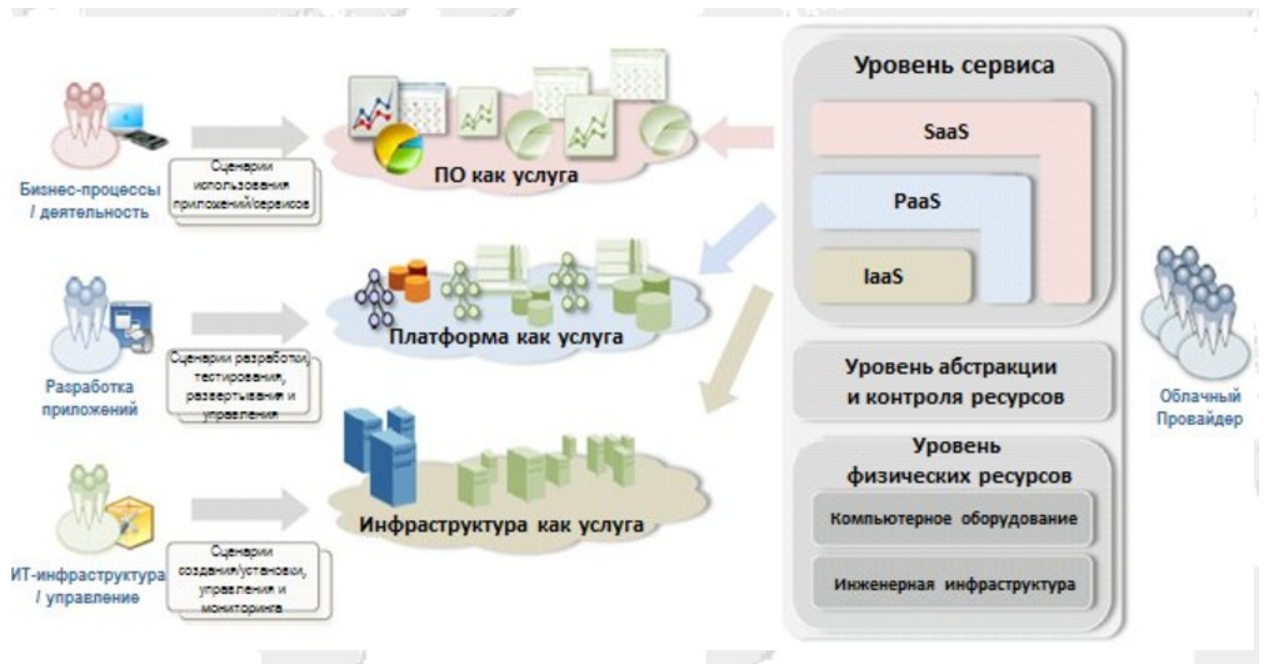 Бизнес-процессы
/ деятельность
Сценарии
использования
приложений/сервисов
ПО как услуга
Разработка
приложений
Сценарии разработки,
тестирования,
развертывания и
управления
Платформа как услуга
ИТ-инфраструктура
/ управление
Сценарии
создания/установки,
управления и
мониторинга
Инфраструктура как услуга
Уровень сервиса
SaaS
PaaS
IaaS
Уровень абстракции
и контроля ресурсов
Уровень
физических ресурсов
Компьютерное оборудование
Инженерная инфраструктура
Облачный
Провайдер